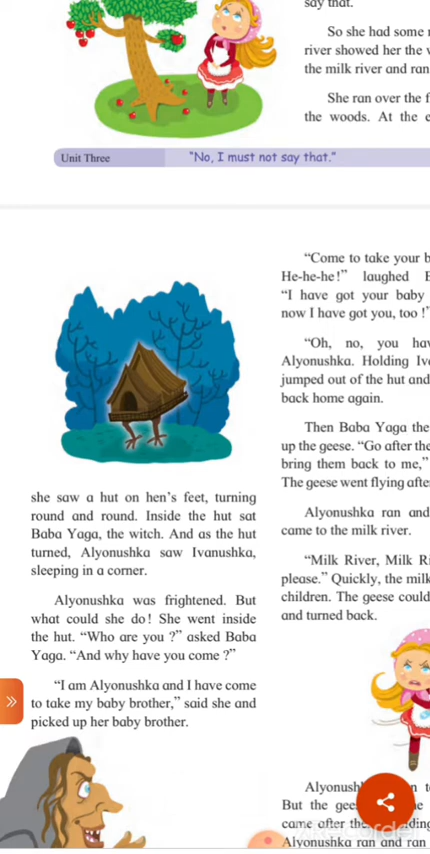 say that.
So she had some
river showed her the
the milk river and ran
She ran over the
the woods. At the
Unit Three
"No, I must not say that."
she saw a hut on hen's feet, turning
round and round. Inside the hut sat
Baba Yaga, the witch. And as the hut
turned, Alyonushka saw Ivanushka,
sleeping in a corner.
Alyonushka was frightened. But
what could she do! She went inside
the hut. "Who are you ?" asked Baba
Yaga. "And why have you come ?"
"I am Alyonushka and I have come
to take my baby brother," said she and
picked up her baby brother.
"Come to take your
He-he-he!" laughed
"I have got your baby
now I have got you, too !"
"Oh, no, you
Alyonushka. Holding
jumped out of the hut and
back home again.
Then Baba Yaga
up the geese. "Go after
bring them back to me,"
The geese went flying
Alyonushka ran and
came to the milk river.
"Milk River, Milk
please." Quickly, the milk
children. The geese could
and turned back.
But the
came after
Alyonushka ran and ran